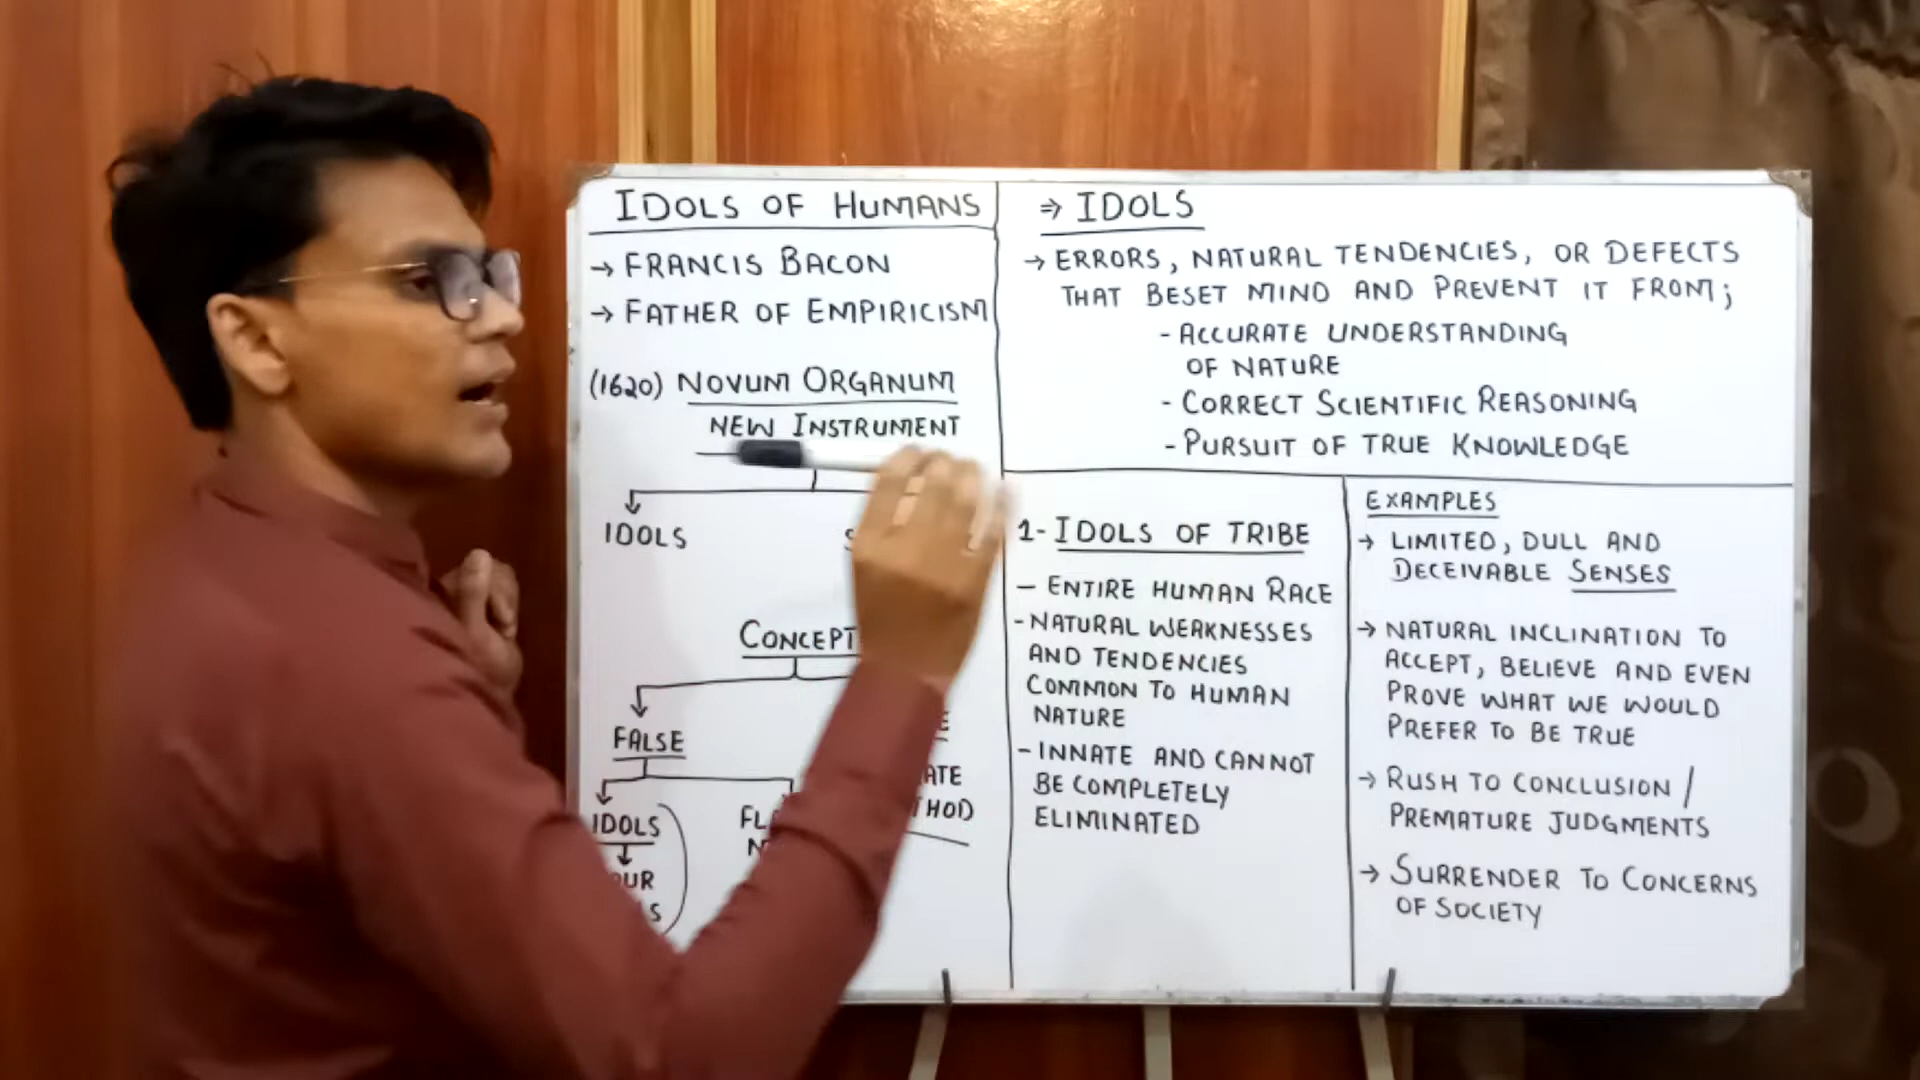 IDOLS OF HUMANS
→ FRANCIS BACON
→ FATHER OF EMPIRICISM
(1620) NOVUM ORGANUM
NEW INSTRUMENT
IDOLS
CONCEPT
FALSE
IDOLS
⇒ IDOLS
→ ERRORS, NATURAL TENDENCIES, OR DEFECTS
THAT BESET MIND AND PREVENT IT FROM;
- ACCURATE UNDERSTANDING
OF NATURE
- CORRECT SCIENTIFIC REASONING
- PURSUIT OF TRUE KNOWLEDGE
1- IDOLS OF TRIBE
- ENTIRE HUMAN RACE
- NATURAL WEAKNESSES
AND TENDENCIES
COMMON TO HUMAN
NATURE
- INNATE AND CANNOT
BE COMPLETELY
ELIMINATED
EXAMPLES
→ LIMITED, DULL AND
DECEIVABLE SENSES
→ NATURAL INCLINATION TO
ACCEPT, BELIEVE AND EVEN
PROVE WHAT WE WOULD
PREFER TO BE TRUE
→ RUSH TO CONCLUSION /
PREMATURE JUDGMENTS
→ SURRENDER TO CONCERNS
OF SOCIETY